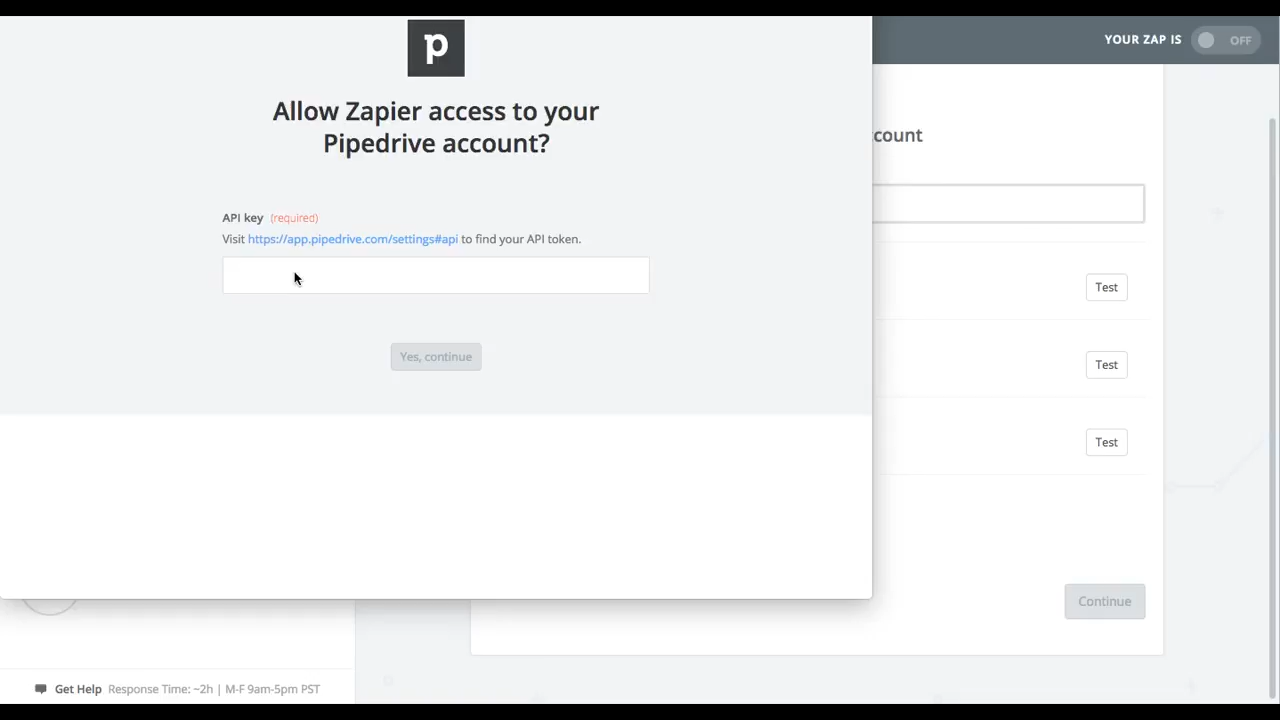 p
YOUR ZAP IS OFF
Allow Zapier access to your
Pipedrive account?
count
API key (required)
Visit https://app.pipedrive.com/settings#api to find your API token.
Test
Yes, continue
Test
Test
Continue
Get Help Response Time: ~2h | M-F 9am-5pm PST